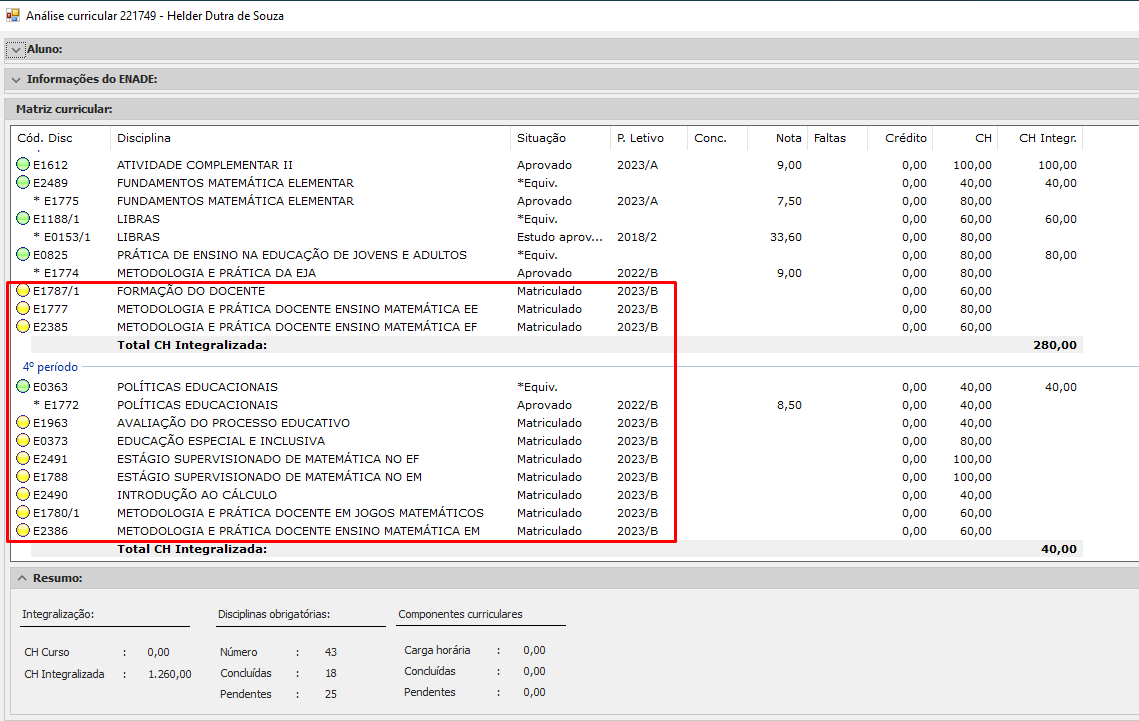 Análise curricular 221749 - Helder Dutra de Souza
Aluno:
Informações do ENADE:
Matriz curricular:
Cód. Disc Disciplina Situação P. Letivo Conc. Nota Faltas Crédito CH CH Integr.
E1612 ATIVIDADE COMPLEMENTAR II Aprovado 2023/A 9,00 0,00 100,00 100,00
E2489 FUNDAMENTOS MATEMÁTICA ELEMENTAR *Equiv. 0,00 40,00 40,00
* E1775 FUNDAMENTOS MATEMÁTICA ELEMENTAR Aprovado 2023/A 7,50 0,00 80,00
E1188/1 LIBRAS *Equiv. 0,00 60,00 60,00
* E0153/1 LIBRAS Estudo aprov... 2018/2 33,60 0,00 80,00
E0825 PRÁTICA DE ENSINO NA EDUCAÇÃO DE JOVENS E ADULTOS *Equiv. 0,00 80,00 80,00
* E1774 METODOLOGIA E PRÁTICA DA EJA Aprovado 2022/B 9,00 0,00 80,00
E1787/1 FORMAÇÃO DO DOCENTE Matriculado 2023/B 0,00 60,00
E1777 METODOLOGIA E PRÁTICA DOCENTE ENSINO MATEMÁTICA EE Matriculado 2023/B 0,00 80,00
E2385 METODOLOGIA E PRÁTICA DOCENTE ENSINO MATEMÁTICA EF Matriculado 2023/B 0,00 60,00
Total CH Integralizada: 280,00
4º período
E0363 POLÍTICAS EDUCACIONAIS *Equiv. 0,00 40,00 40,00
* E1772 POLÍTICAS EDUCACIONAIS Aprovado 2022/B 8,50 0,00 40,00
E1963 AVALIAÇÃO DO PROCESSO EDUCATIVO Matriculado 2023/B 0,00 40,00
E0373 EDUCAÇÃO ESPECIAL E INCLUSIVA Matriculado 2023/B 0,00 80,00
E2491 ESTÁGIO SUPERVISIONADO DE MATEMÁTICA NO EF Matriculado 2023/B 0,00 100,00
E1788 ESTÁGIO SUPERVISIONADO DE MATEMÁTICA NO EM Matriculado 2023/B 0,00 100,00
E2490 INTRODUÇÃO AO CÁLCULO Matriculado 2023/B 0,00 40,00
E1780/1 METODOLOGIA E PRÁTICA DOCENTE EM JOGOS MATEMÁTICOS Matriculado 2023/B 0,00 60,00
E2386 METODOLOGIA E PRÁTICA DOCENTE ENSINO MATEMÁTICA EM Matriculado 2023/B 0,00 60,00
Total CH Integralizada: 40,00
Resumo:
Integralização: Disciplinas obrigatórias: Componentes curriculares
CH Curso : 0,00 Número : 43 Carga horária : 0,00
CH Integralizada : 1.260,00 Concluídas : 18 Concluídas : 0,00
Pendentes : 25 Pendentes : 0,00